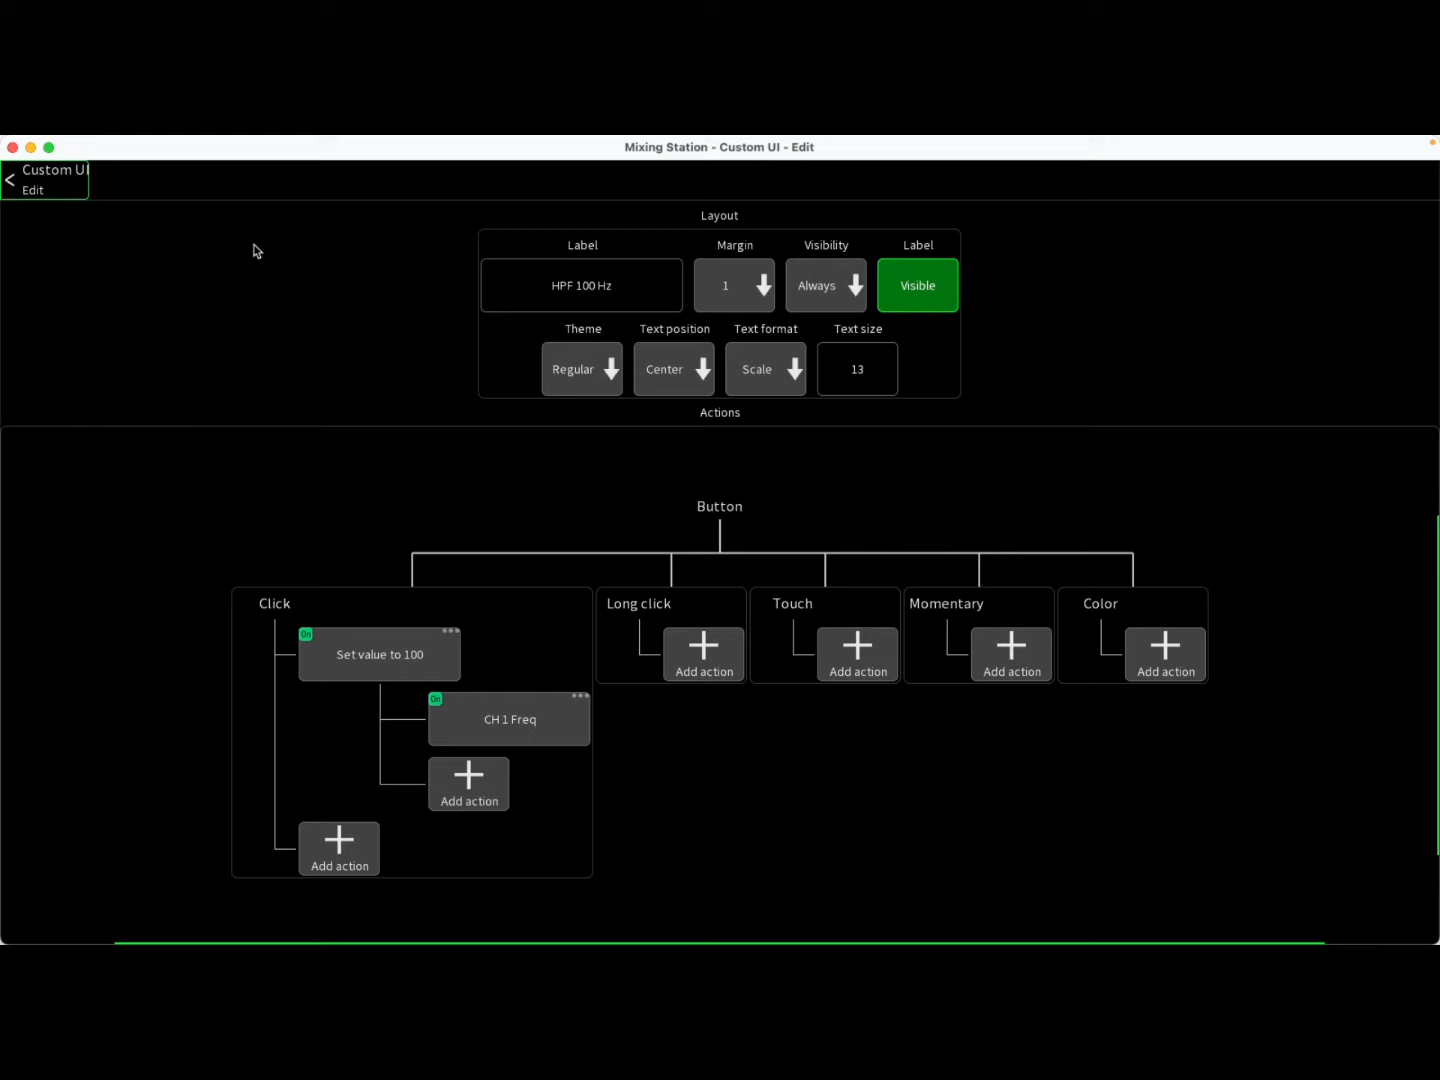 Mixing Station - Custom UI - Edit
Custom UI
Edit
Layout
Label Margin Visibility Label
HPF 100 Hz 1 Always Visible
Theme Text position Text format Text size
Regular Center Scale 13
Actions
Button
Click Long click Touch Momentary Color
On
Set value to 100
Add action Add action Add action Add action
On
CH 1 Freq
Add action
Add action